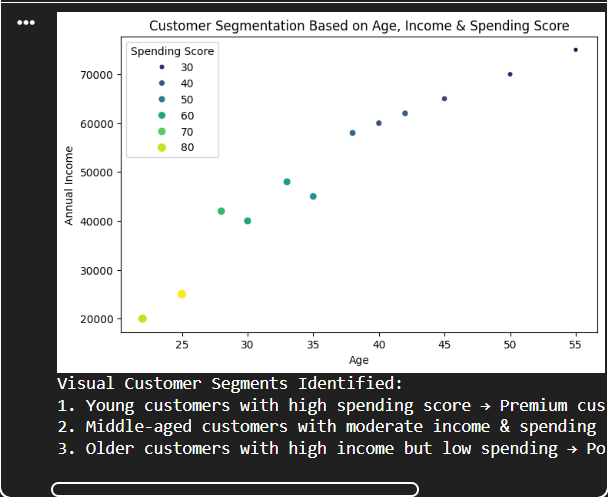 Customer Segmentation Based on Age, Income & Spending Score
Spending Score
30
40
50
60
70
80
Annual Income
70000
60000
50000
40000
30000
20000
25 30 35 40 45 50 55
Age
Visual Customer Segments Identified:
1. Young customers with high spending score → Premium cus
2. Middle-aged customers with moderate income & spending
3. Older customers with high income but low spending → Po